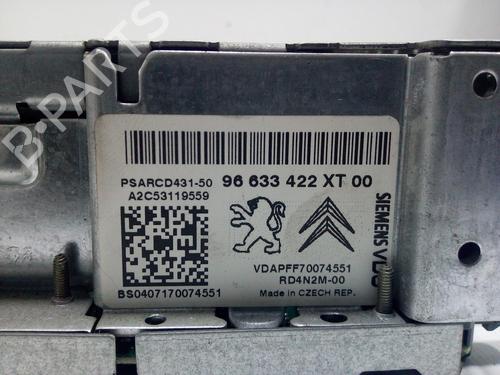 B-PARTS
PSARCD431-50 96 633 422 XT 00
A2C53119559
SIEMENS VDO
VDAPFF70074551
RD4N2M-00
BS0407170074551 Made in CZECH REP.